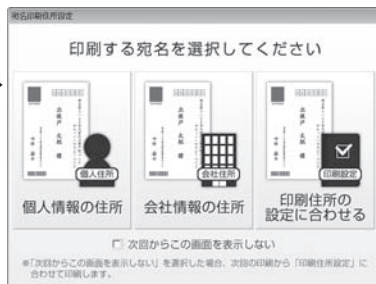 宛名印刷住所設定
印刷する宛名を選択してください
個人住所
会社住所
印刷設定
個人情報の住所
会社情報の住所
印刷住所の
設定に合わせる
次回からこの画面を表示しない
※「次回からこの画面を表示しない」を選択した場合、次回の印刷から「印刷住所設定」に
合わせて印刷します。